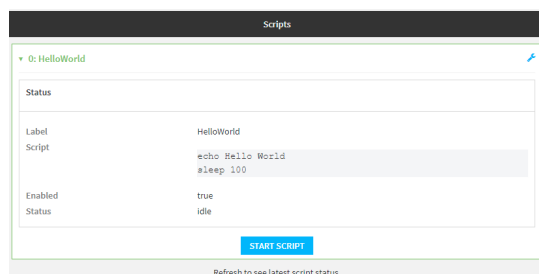 Scripts
0: HelloWorld
Status
Label HelloWorld
Script echo Hello World
sleep 100
Enabled true
Status idle
START SCRIPT
Refresh to see latest script status